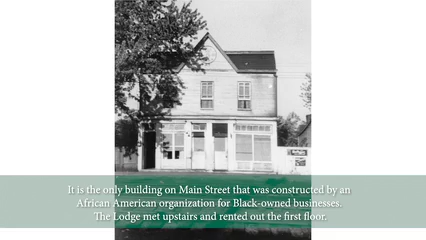 It is the only building on Main Street that was constructed by an
African American organization for Black-owned businesses.
The Lodge met upstairs and rented out the first floor.